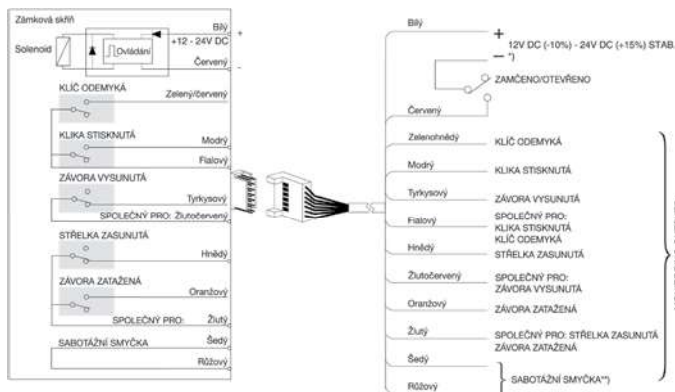 Zámková skříň
Bílý
+
+12 - 24V DC
Solenoid
Ovládání
Červený
-
KLÍČ ODEMYKÁ
Zelený/červený
KLIKA STISKNUTÁ
Modrý
Fialový
ZÁVORA VYSUNUTÁ
Tyrkysový
SPOLEČNÝ PRO: Žlutočervený
STŘELKA ZASUNUTÁ
Hnědý
ZÁVORA ZATAŽENÁ
Oranžový
SPOLEČNÝ PRO: Žlutý
SABOTÁŽNÍ SMYČKA
Šedý
Růžový
Bílý
+
12V DC (-10%) - 24V DC (+15%) STAB.
— *)
ZAMČENO/OTEVŘENO
Červený
Zelenohnědý KLÍČ ODEMYKÁ
Modrý KLIKA STISKNUTÁ
Tyrkysový ZÁVORA VYSUNUTÁ
Fialový SPOLEČNÝ PRO:
KLIKA STISKNUTÁ
KLÍČ ODEMYKÁ
Hnědý STŘELKA ZASUNUTÁ
Žlutočervený SPOLEČNÝ PRO:
ZÁVORA VYSUNUTÁ
Oranžový ZÁVORA ZATAŽENÁ
Žlutý SPOLEČNÝ PRO: STŘELKA ZASUNUTÁ
ZÁVORA ZATAŽENÁ
Šedý
SABOTÁŽNÍ SMYČKA**)
Růžový